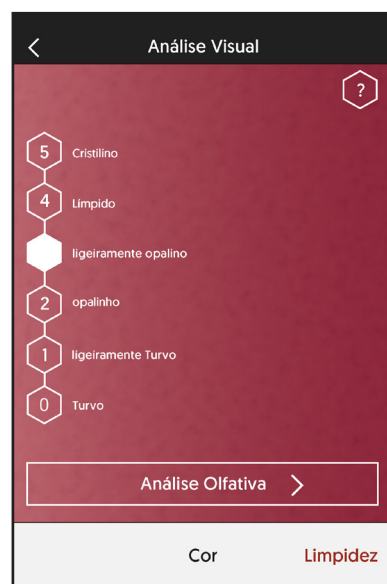 Análise Visual
?
5 Cristilino
4 Límpido
ligeiramente opalino
2 opalinho
1 ligeiramente Turvo
0 Turvo
Análise Olfativa
Cor Limpidez